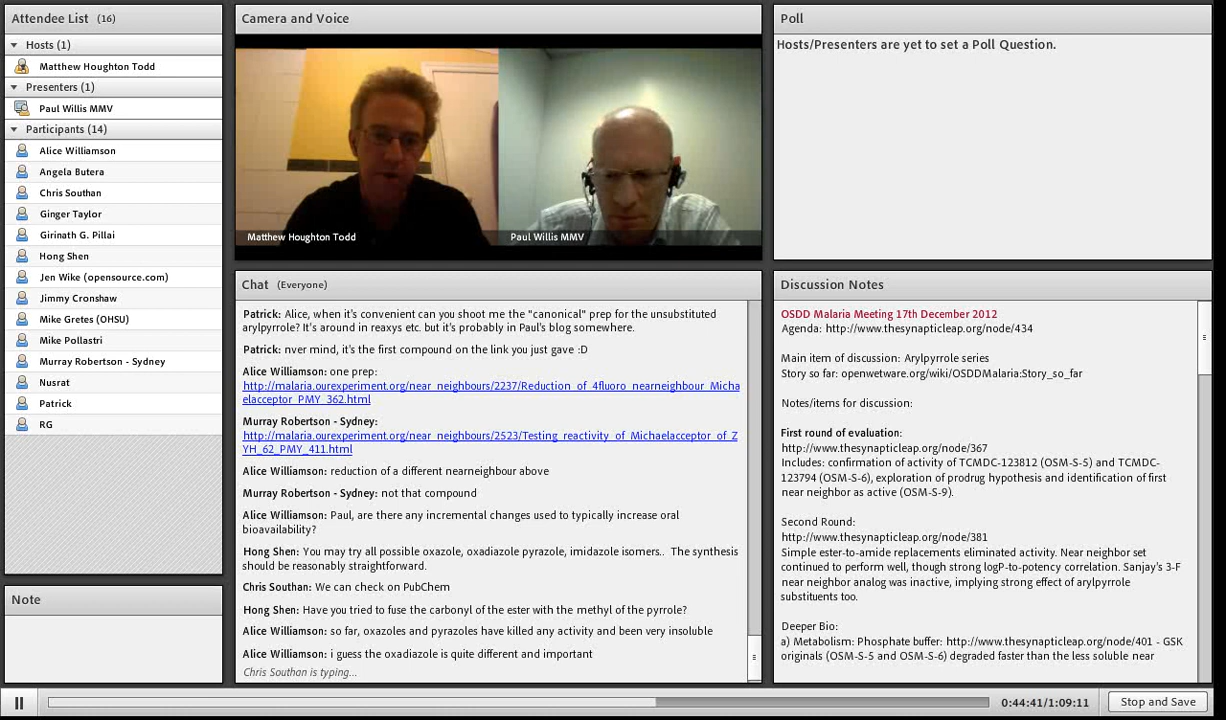 Attendee List (16)
Hosts (1)
Matthew Houghton Todd
Presenters (1)
Paul Willis MMV
Participants (14)
Alice Williamson
Angela Butera
Chris Southan
Ginger Taylor
Girinath G. Pillai
Hong Shen
Jen Wike (opensource.com)
Jimmy Cronshaw
Mike Gretes (OHSU)
Mike Pollastri
Murray Robertson - Sydney
Nusrat
Patrick
RG
Note
Camera and Voice
Matthew Houghton Todd
Paul Willis MMV
Chat (Everyone)
Patrick: Alice, when it's convenient can you shoot me the "canonical" prep for the unsubstituted
arylpyrrole? It's around in reaxys etc. but it's probably in Paul's blog somewhere.
Patrick: nver mind, it's the first compound on the link you just gave :D
Alice Williamson: one prep:
http://malaria.ourexperiment.org/near_neighbours/2237/Reduction_of_4fluoro_nearneighbour_Micha
elacceptor_PMY_362.html
Murray Robertson - Sydney:
http://malaria.ourexperiment.org/near_neighbours/2523/Testing_reactivity_of_Michaelacceptor_of_Z
YH_62_PMY_411.html
Alice Williamson: reduction of a different nearneighbour above
Murray Robertson - Sydney: not that compound
Alice Williamson: Paul, are there any incremental changes used to typically increase oral
bioavailability?
Hong Shen: You may try all possible oxazole, oxadiazole pyrazole, imidazole isomers.. The synthesis
should be reasonably straightforward.
Chris Southan: We can check on PubChem
Hong Shen: Have you tried to fuse the carbonyl of the ester with the methyl of the pyrrole?
Alice Williamson: so far, oxazoles and pyrazoles have killed any activity and been very insoluble
Alice Williamson: i guess the oxadiazole is quite different and important
Chris Southan is typing...
Poll
Hosts/Presenters are yet to set a Poll Question.
Discussion Notes
OSDD Malaria Meeting 17th December 2012
Agenda: http://www.thesynapticleap.org/node/434
Main item of discussion: Arylpyrrole series
Story so far: openwetware.org/wiki/OSDDMalaria:Story_so_far
Notes/items for discussion:
First round of evaluation:
http://www.thesynapticleap.org/node/367
Includes: confirmation of activity of TCMDC-123812 (OSM-S-5) and TCMDC-
123794 (OSM-S-6), exploration of prodrug hypothesis and identification of first
near neighbor as active (OSM-S-9).
Second Round:
http://www.thesynapticleap.org/node/381
Simple ester-to-amide replacements eliminated activity. Near neighbor set
continued to perform well, though strong logP-to-potency correlation. Sanjay's 3-F
near neighbor analog was inactive, implying strong effect of arylpyrrole
substituents too.
Deeper Bio:
a) Metabolism: Phosphate buffer: http://www.thesynapticleap.org/node/401 - GSK
originals (OSM-S-5 and OSM-S-6) degraded faster than the less soluble near
0:44:41/1:09:11
Stop and Save